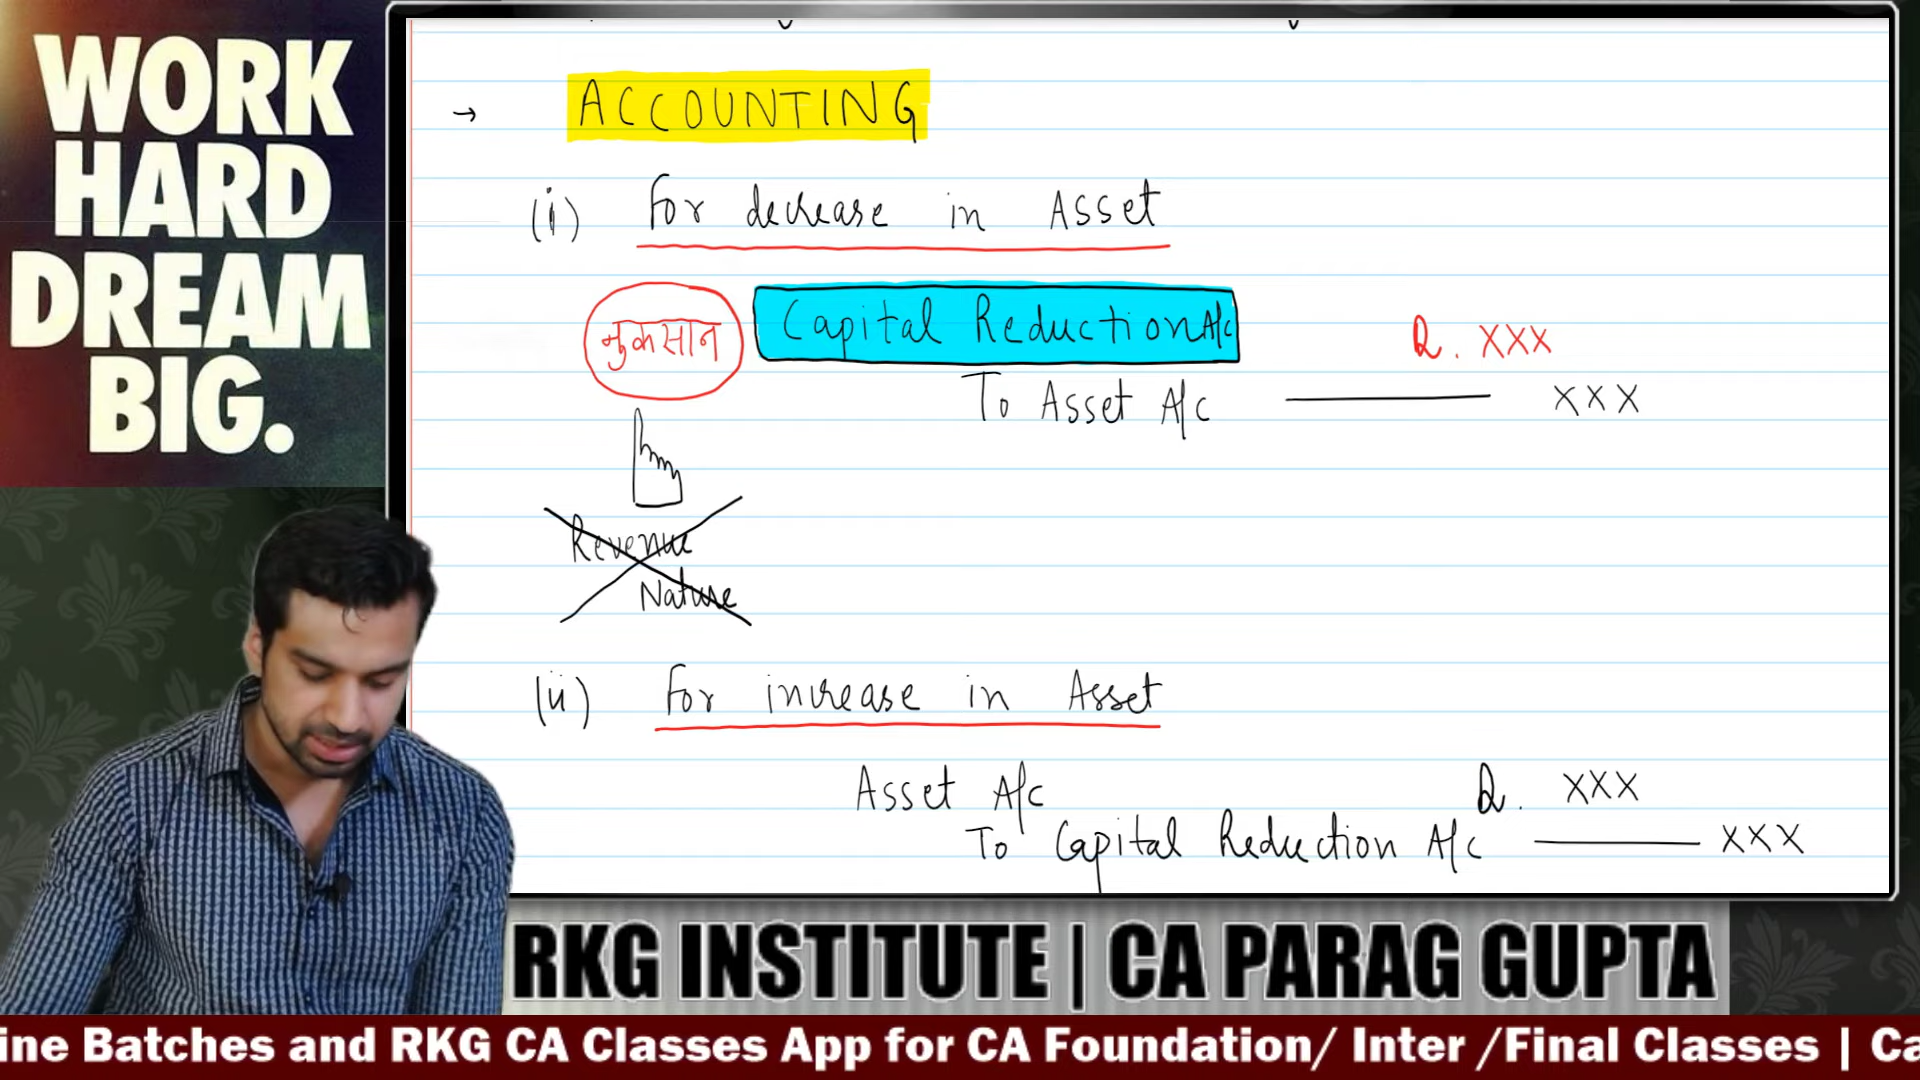 WORK
HARD
DREAM
BIG.
→ ACCOUNTING
(i) For decrease in Asset
नुकसान Capital Reduction A/c Dr. XXX
To Asset A/c ——— XXX
Revenue
Nature
(ii) For increase in Asset
Asset A/c Dr. XXX
To Capital Reduction A/c ——— XXX
RKG INSTITUTE | CA PARAG GUPTA
ine Batches and RKG CA Classes App for CA Foundation/ Inter /Final Classes | Ca